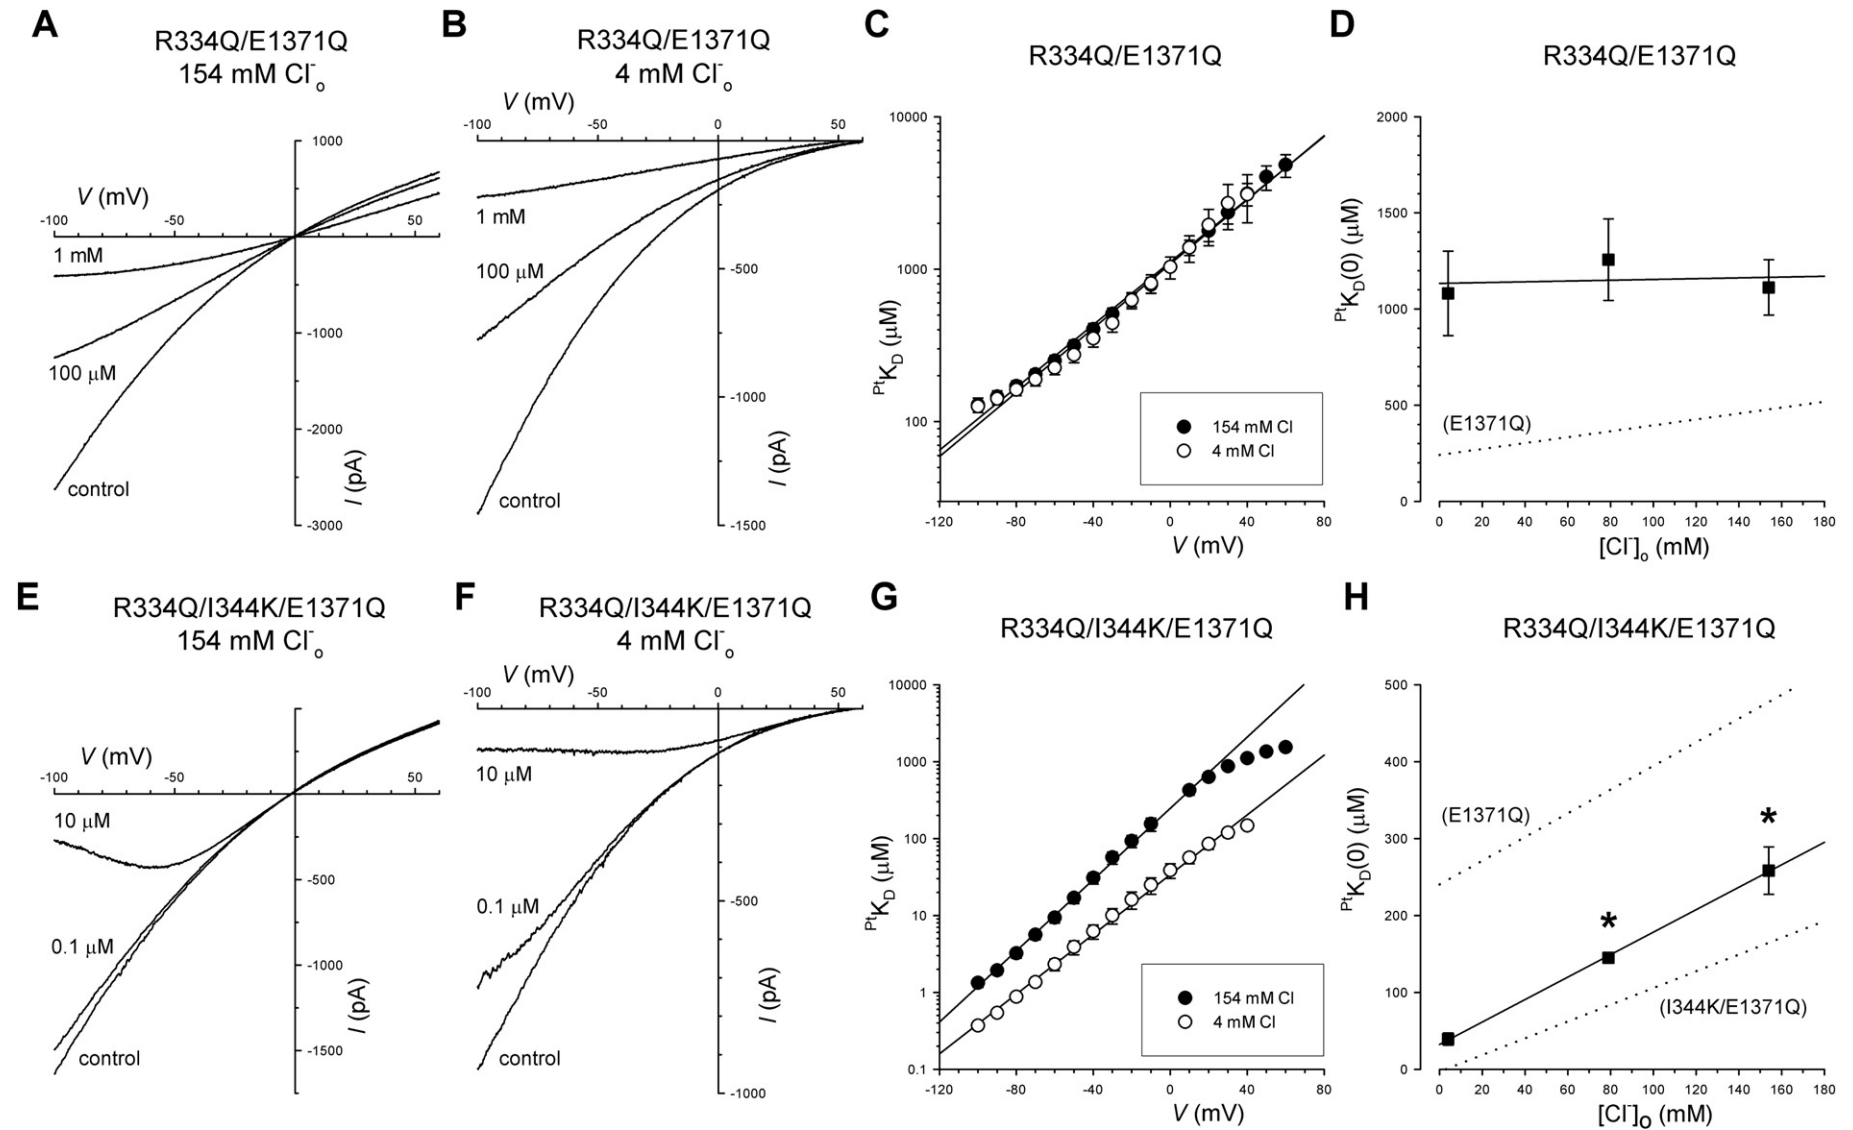 A
R334Q/E1371Q
154 mM Cl⁻ₒ
V (mV)
-100
-50
50
1000
-1000
-2000
-3000
1 mM
100 µM
control
I (pA)
B
R334Q/E1371Q
4 mM Cl⁻ₒ
V (mV)
-100
-50
0
50
1 mM
100 µM
control
-500
-1000
-1500
I (pA)
C
R334Q/E1371Q
10000
1000
100
ᴾᵗK_D (µM)
154 mM Cl
4 mM Cl
-120
-80
-40
0
40
80
V (mV)
D
R334Q/E1371Q
2000
1500
1000
500
0
ᴾᵗK_D(0) (µM)
(E1371Q)
0
20
40
60
80
100
120
140
160
180
[Cl⁻]ₒ (mM)
E
R334Q/I344K/E1371Q
154 mM Cl⁻ₒ
V (mV)
-100
-50
50
10 µM
0.1 µM
control
-500
-1000
-1500
I (pA)
F
R334Q/I344K/E1371Q
4 mM Cl⁻ₒ
V (mV)
-100
-50
0
50
10 µM
0.1 µM
control
-500
-1000
I (pA)
G
R334Q/I344K/E1371Q
10000
1000
100
10
1
0.1
ᴾᵗK_D (µM)
154 mM Cl
4 mM Cl
-120
-80
-40
0
40
80
V (mV)
H
R334Q/I344K/E1371Q
500
400
300
200
100
0
ᴾᵗK_D(0) (µM)
(E1371Q)
*
*
(I344K/E1371Q)
0
20
40
60
80
100
120
140
160
180
[Cl⁻]ₒ (mM)